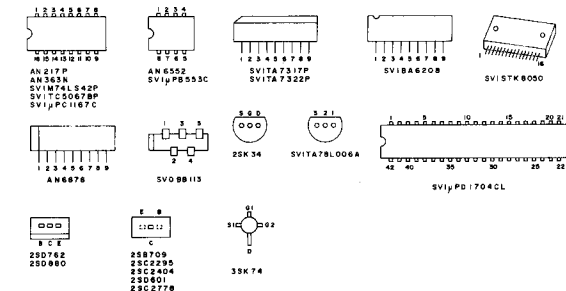 1 2 3 4 5 6 7 8
16 15 14 13 12 11 10 9
AN217P
AN363N
SVIM74LS42P
SVITC5067BP
SVIµPC1167C
1 2 3 4
8 7 6 5
AN6552
SVIµPB553C
1 2 3 4 5 6 7 8 9
SVITA7317P
SVITA7322P
1 2 3 4 5 6 7 8 9
SVIBA6208
1 16
SVISTK8050
1 2 3 4 5 6 7 8 9
AN6876
1 3 5
2 4
SVDBB113
S G D
2SK34
S 2 1
SVITA78L006A
1 5 10 15 20 21
42 40 35 30 25 22
SVIµPD1704CL
B C E
2SD762
2SD880
E B
C
2SB709
2SC2295
2SC2404
2SD601
2SC2778
G1
S1 G2
D
3SK74